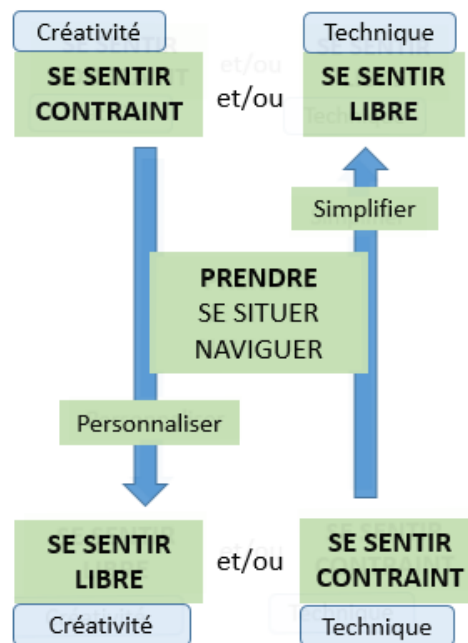 Créativité
Technique
SE SENTIR
CONTRAINT
et/ou
SE SENTIR
LIBRE
Simplifier
PRENDRE
SE SITUER
NAVIGUER
Personnaliser
SE SENTIR
LIBRE
et/ou
SE SENTIR
CONTRAINT
Créativité
Technique